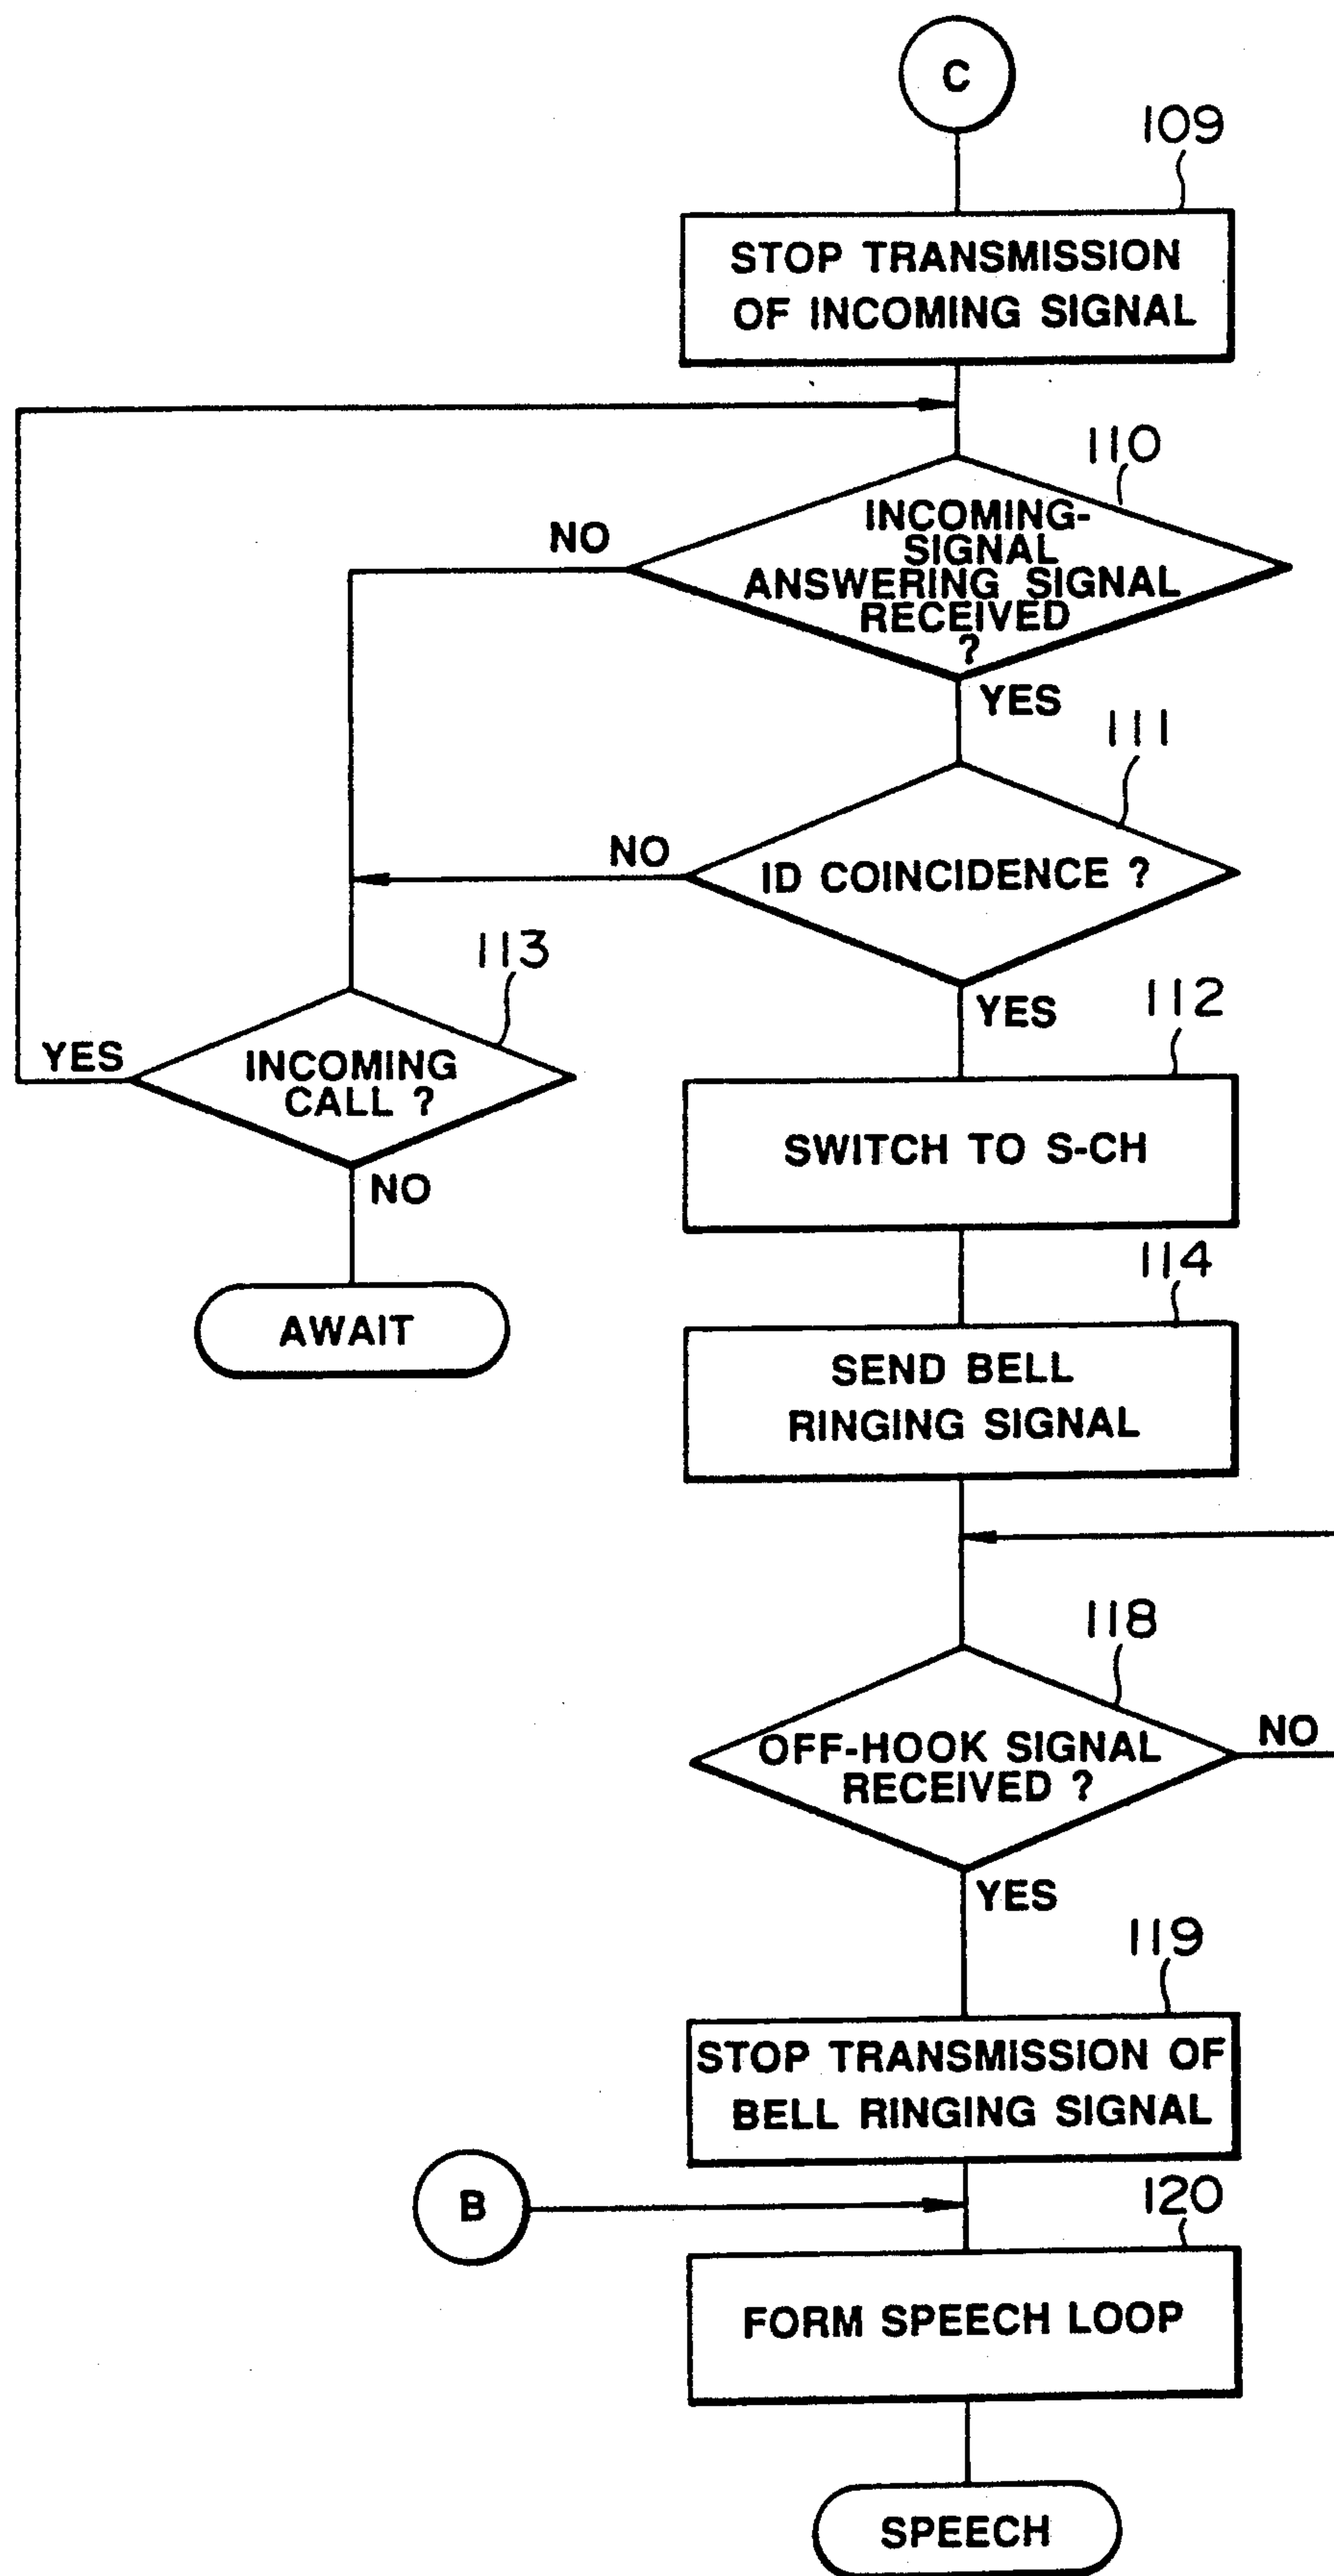 C
109
STOP TRANSMISSION
OF INCOMING SIGNAL
110
INCOMING-
SIGNAL
ANSWERING SIGNAL
RECEIVED
?
NO
YES
111
ID COINCIDENCE ?
NO
YES
113
INCOMING
CALL ?
YES
NO
AWAIT
112
SWITCH TO S-CH
114
SEND BELL
RINGING SIGNAL
118
OFF-HOOK SIGNAL
RECEIVED ?
NO
YES
119
STOP TRANSMISSION OF
BELL RINGING SIGNAL
B
120
FORM SPEECH LOOP
SPEECH